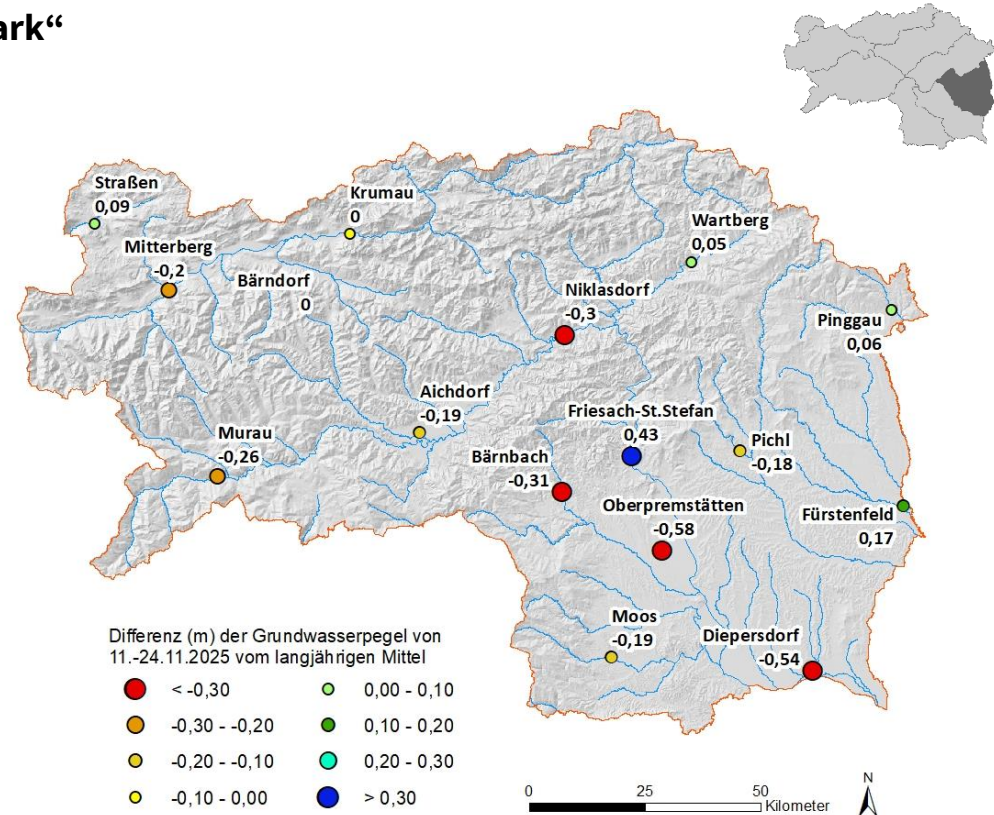 ark“
Straßen
0,09
Krumau
0
Wartberg
0,05
Mitterberg
-0,2
Bärndorf
0
Niklasdorf
-0,3
Pinggau
0,06
Aichdorf
-0,19
Friesach-St.Stefan
0,43
Murau
-0,26
Pichl
-0,18
Bärnbach
-0,31
Oberpremstätten
-0,58
Fürstenfeld
0,17
Moos
-0,19
Diepersdorf
-0,54
Differenz (m) der Grundwasserpegel von
11.-24.11.2025 vom langjährigen Mittel
< -0,30
-0,30 - -0,20
-0,20 - -0,10
-0,10 - 0,00
0,00 - 0,10
0,10 - 0,20
0,20 - 0,30
> 0,30
0 25 50
Kilometer
N